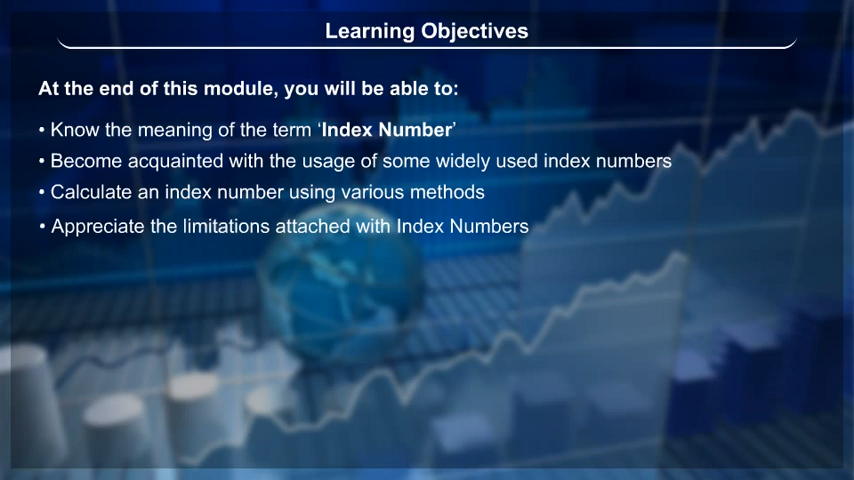 Learning Objectives
At the end of this module, you will be able to:
• Know the meaning of the term ‘Index Number’
• Become acquainted with the usage of some widely used index numbers
• Calculate an index number using various methods
• Appreciate the limitations attached with Index Numbers